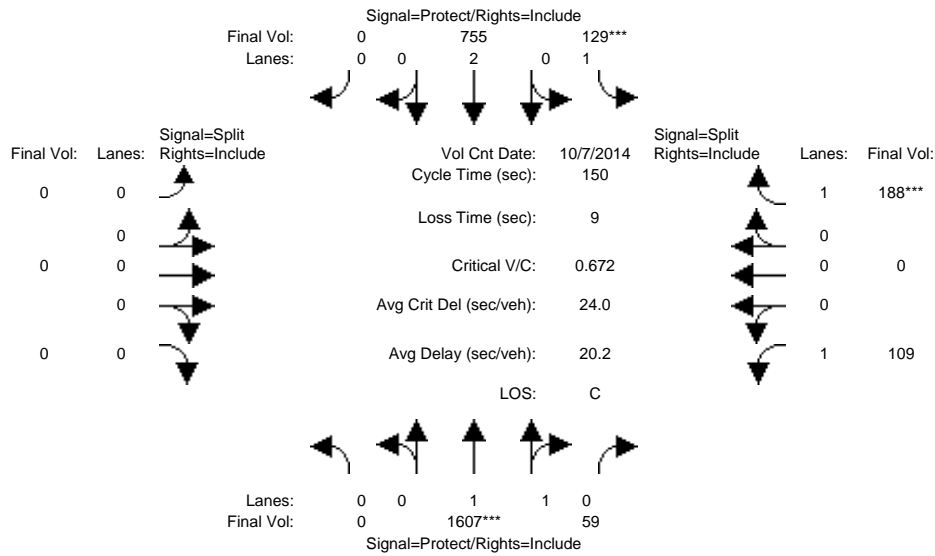 Signal=Protect/Rights=Include
Final Vol: 0 755 129***
Lanes: 0 0 2 0 1
Signal=Split
Final Vol: Lanes: Rights=Include
Vol Cnt Date: 10/7/2014
Signal=Split
Rights=Include Lanes: Final Vol:
Cycle Time (sec): 150
0 0
1 188***
Loss Time (sec): 9
0
0
0 0
Critical V/C: 0.672
0 0
0
Avg Crit Del (sec/veh): 24.0
0
0 0
Avg Delay (sec/veh): 20.2
1 109
LOS: C
Lanes: 0 0 1 1 0
Final Vol: 0 1607*** 59
Signal=Protect/Rights=Include